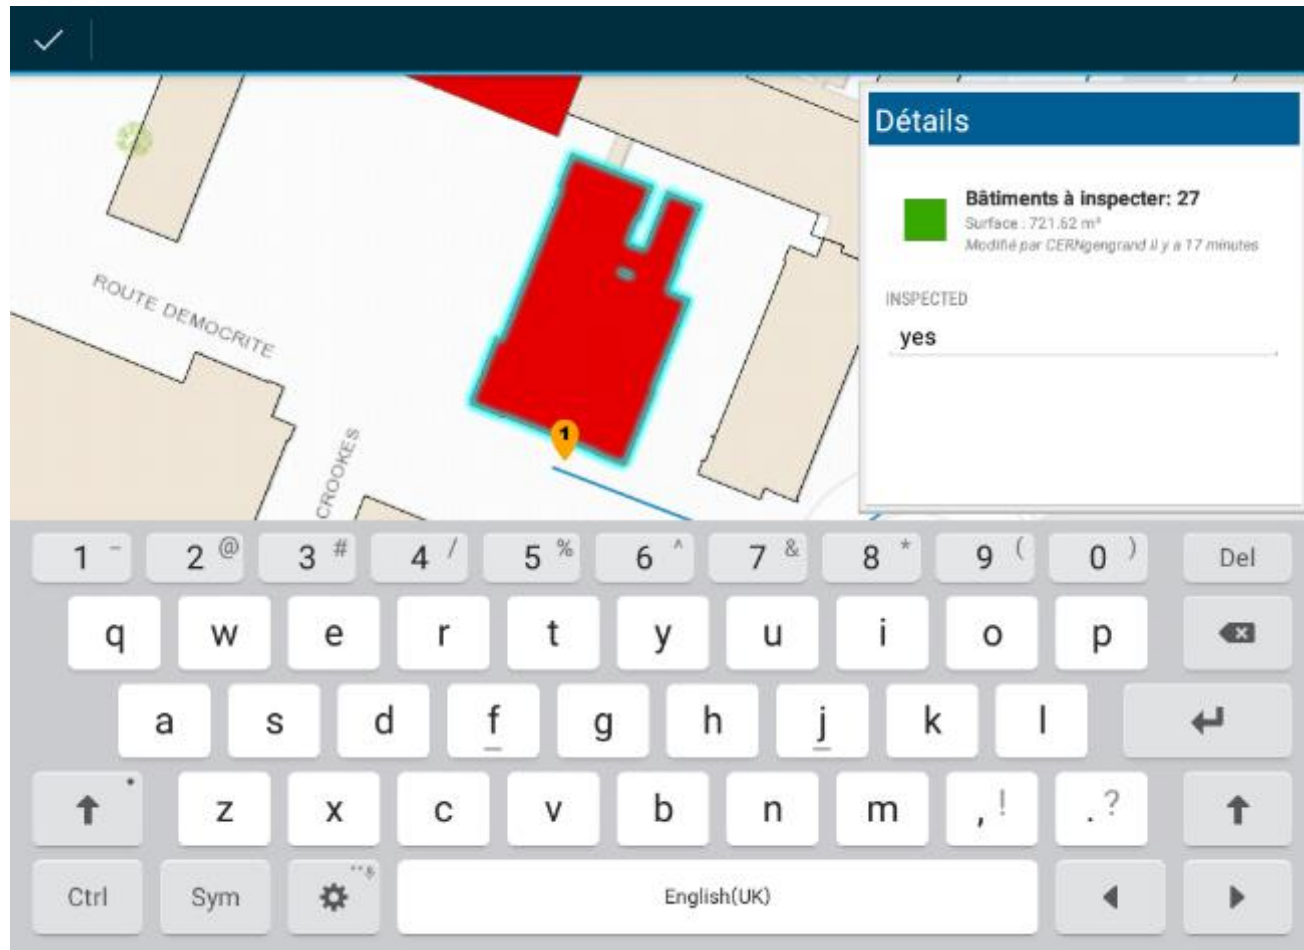 Détails
Bâtiments à inspecter: 27
Surface : 721.62 m²
Modifié par CERNgengrand il y a 17 minutes
INSPECTED
yes
ROUTE DEMOCRITE
CROOKES
1
1 - 2 @ 3 # 4 / 5 % 6 ^ 7 & 8 * 9 ( 0 ) Del
q w e r t y u i o p
a s d f g h j k l
z x c v b n m , ! . ?
Ctrl Sym English(UK)